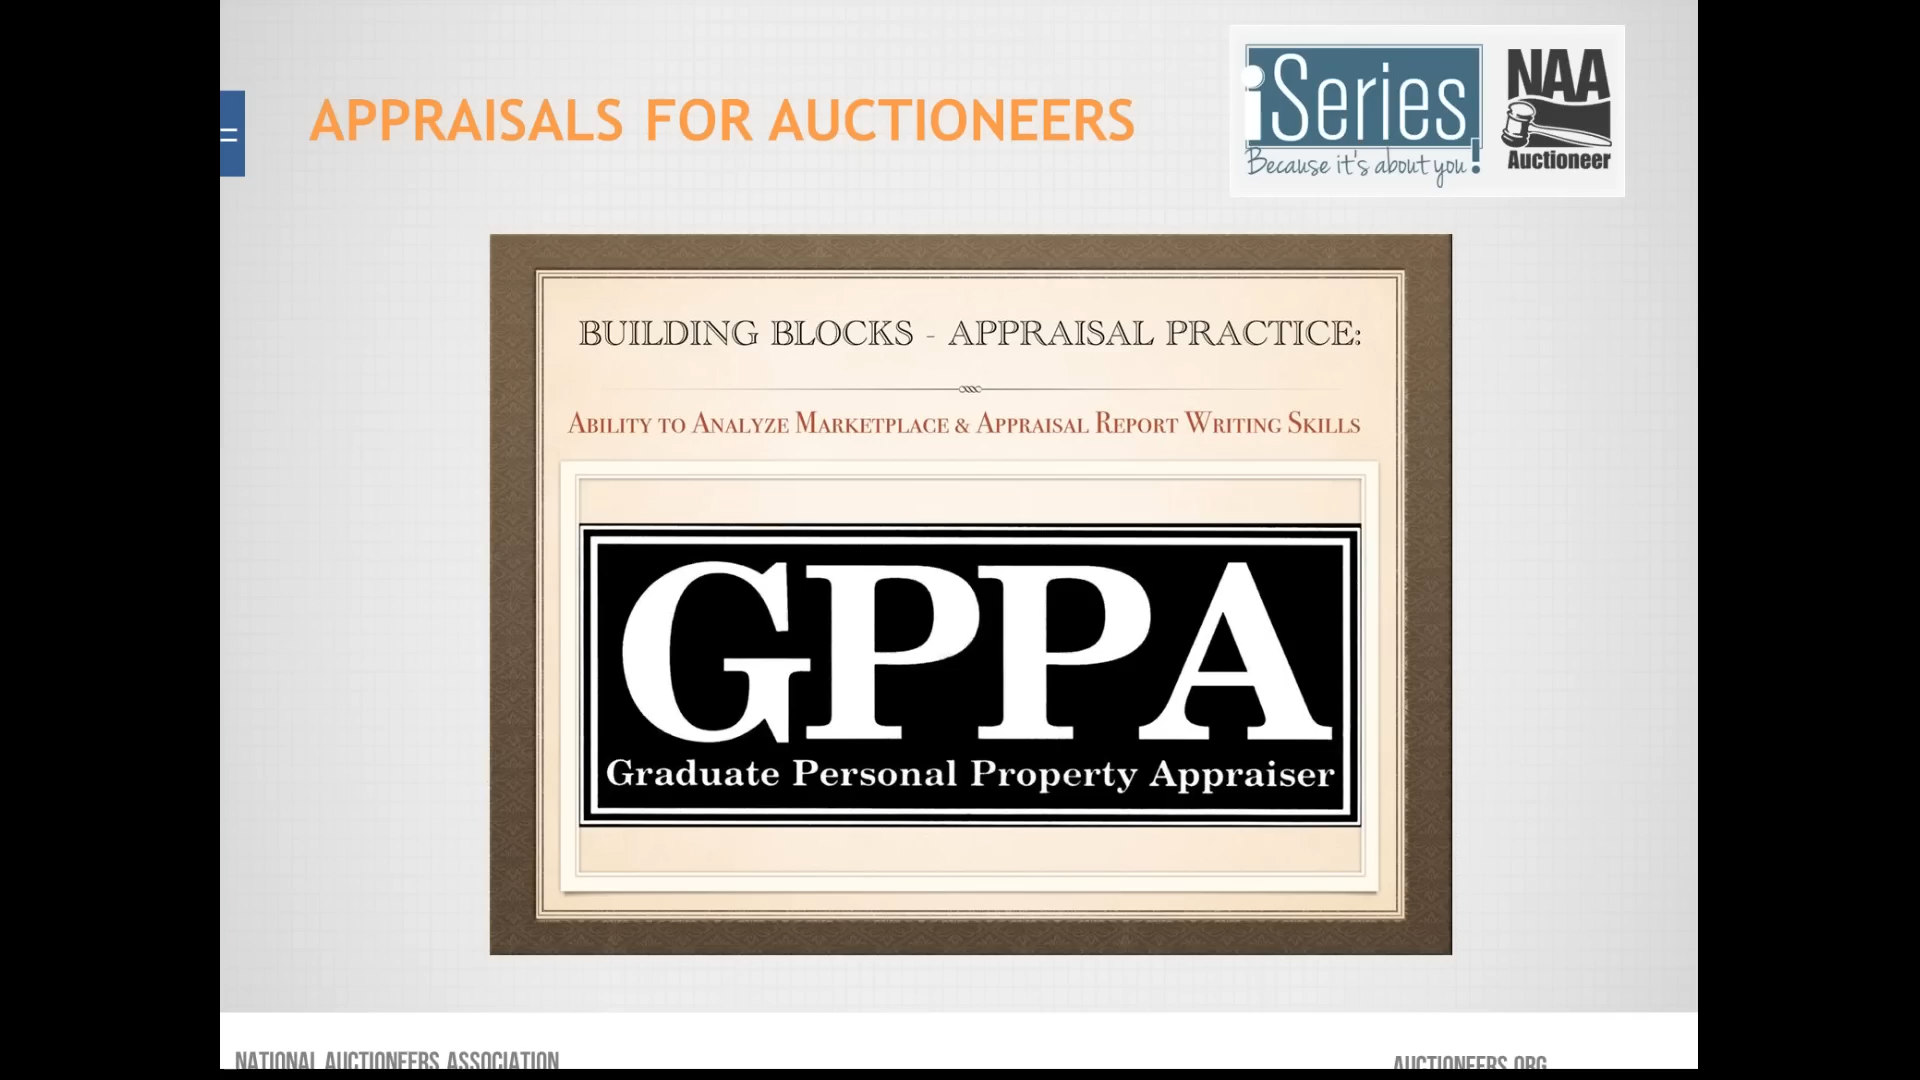 APPRAISALS FOR AUCTIONEERS
iSeries
Because it's about you!
NAA
Auctioneer
BUILDING BLOCKS - APPRAISAL PRACTICE:
ABILITY TO ANALYZE MARKETPLACE & APPRAISAL REPORT WRITING SKILLS
GPPA
Graduate Personal Property Appraiser
NATIONAL AUCTIONEERS ASSOCIATION
AUCTIONEERS.ORG